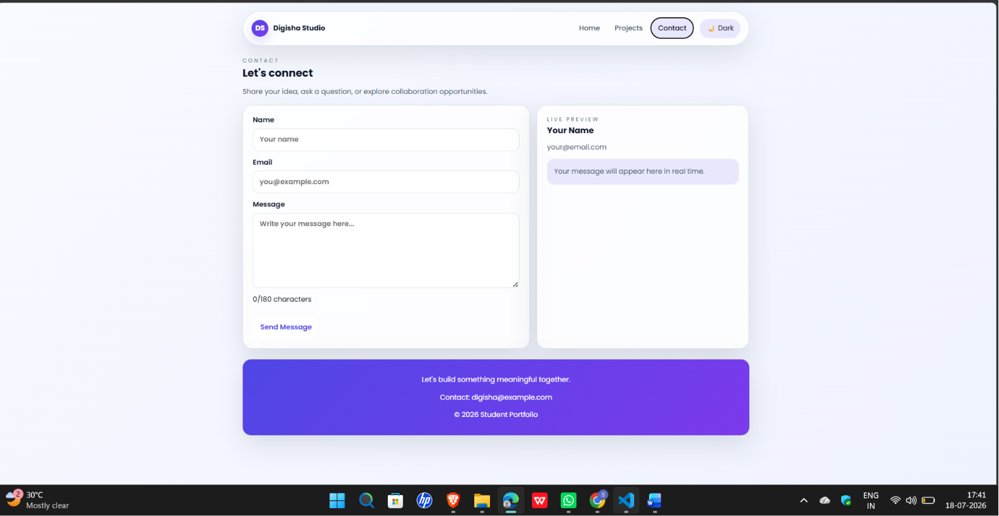 DS Digisha Studio Home Projects Contact 🌙 Dark
CONTACT
Let's connect
Share your idea, ask a question, or explore collaboration opportunities.
Name
Your name
Email
you@example.com
Message
Write your message here...
0/180 characters
Send Message
LIVE PREVIEW
Your Name
your@email.com
Your message will appear here in real time.
Let's build something meaningful together.
Contact: digisha@example.com
© 2026 Student Portfolio
2
30°C
Mostly clear
hp
W
S
W
ENG
IN
17:41
18-07-2026